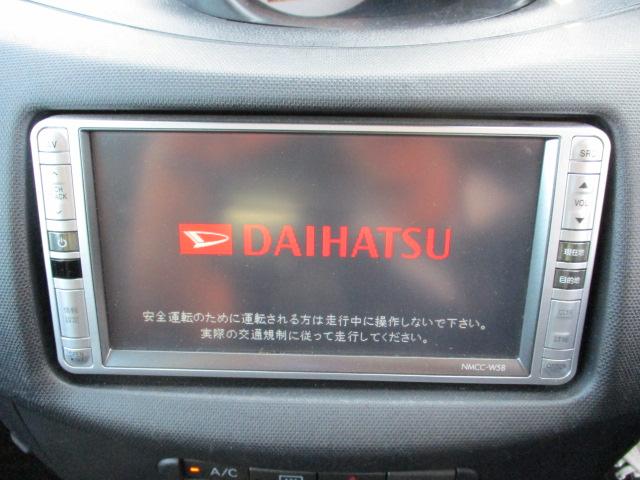 SRC
CH
VOL
現在地
目的地
DAIHATSU
安全運転のために運転される方は走行中に操作しないで下さい。
実際の交通規制に従って走行してください。
NMCC-W58
A/C